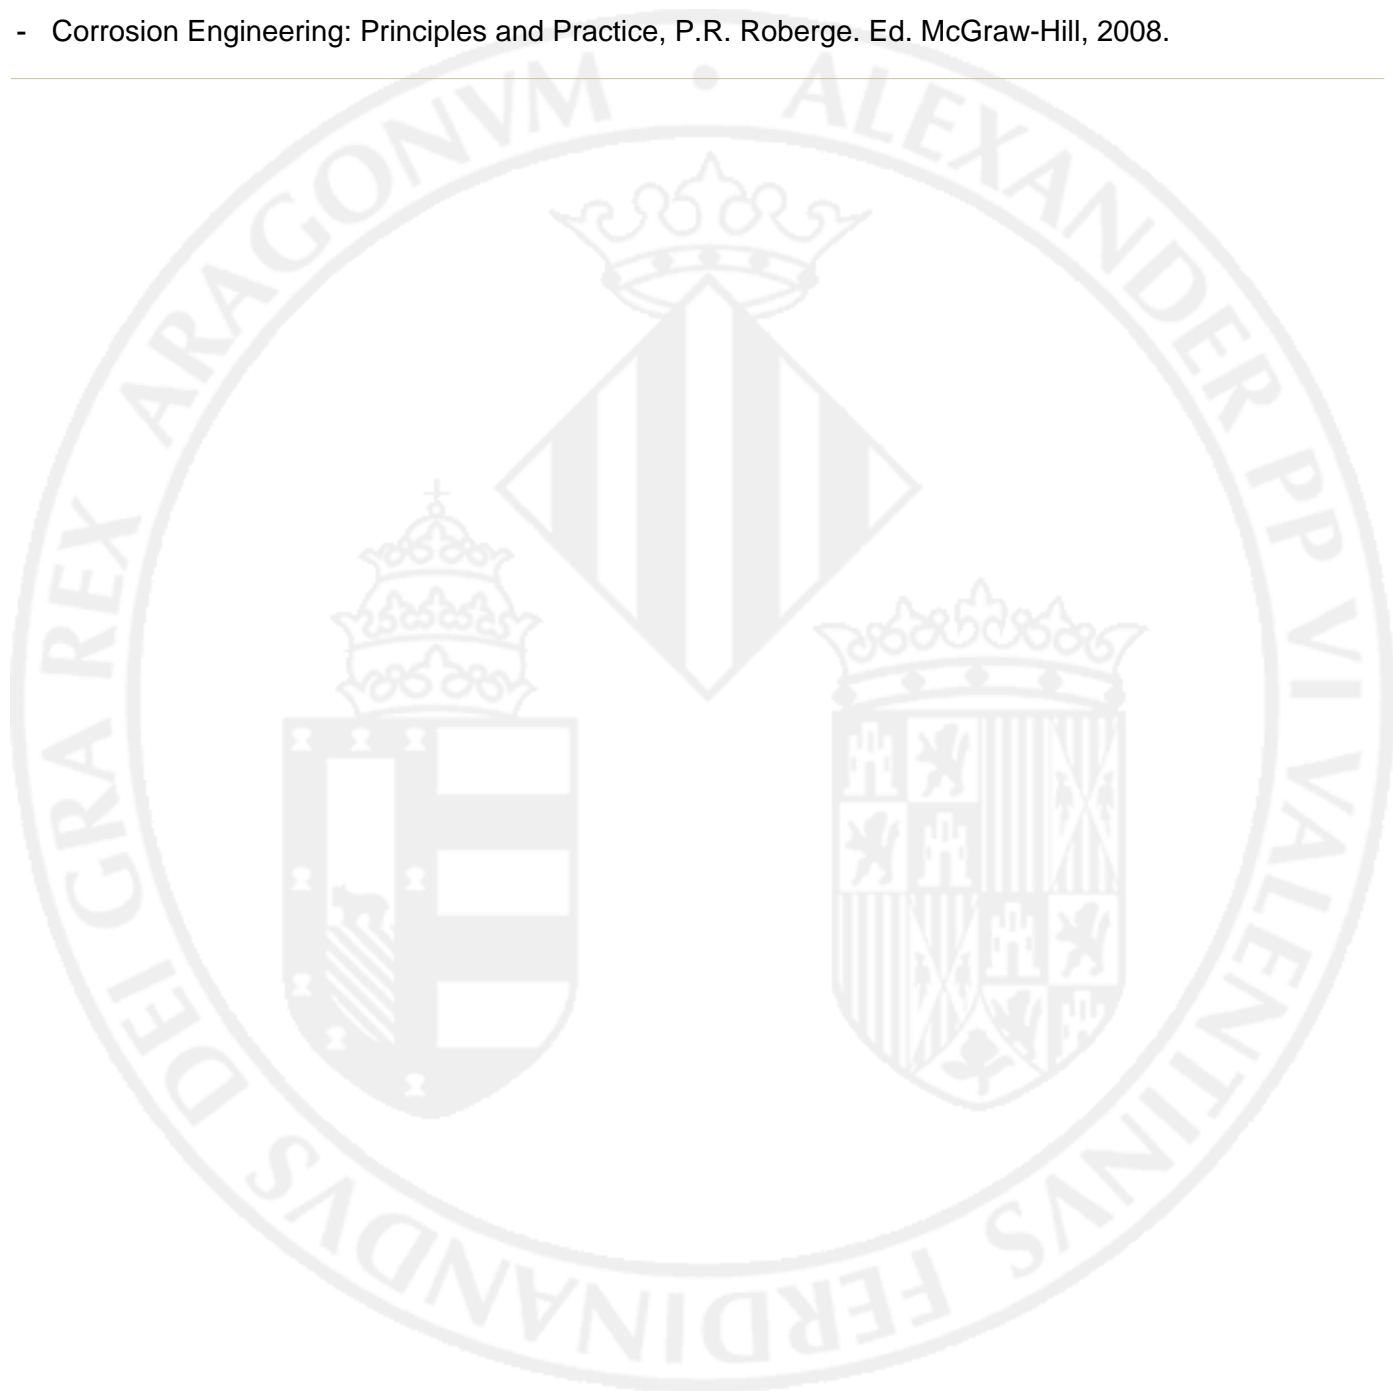 - Corrosion Engineering: Principles and Practice, P.R. Roberge. Ed. McGraw-Hill, 2008.
ALEXANDER PP VI VALENTINVS FERDINANDVS DEI GRA REX ARAGONVM